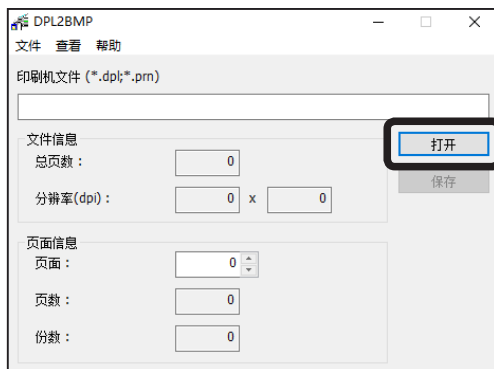 DPL2BMP
文件 查看 帮助
印刷机文件 (*.dpl;*.prn)
文件信息
打开
总页数： 0
保存
分辨率(dpi)： 0 x 0
页面信息
页面： 0
页数： 0
份数： 0